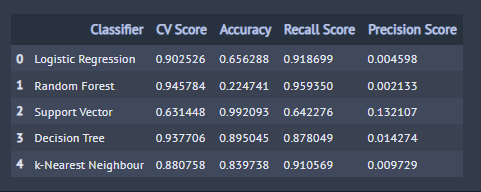 Classifier CV Score Accuracy Recall Score Precision Score
0 Logistic Regression 0.902526 0.656288 0.918699 0.004598
1 Random Forest 0.945784 0.224741 0.959350 0.002133
2 Support Vector 0.631448 0.992093 0.642276 0.132107
3 Decision Tree 0.937706 0.895045 0.878049 0.014274
4 k-Nearest Neighbour 0.880758 0.839738 0.910569 0.009729